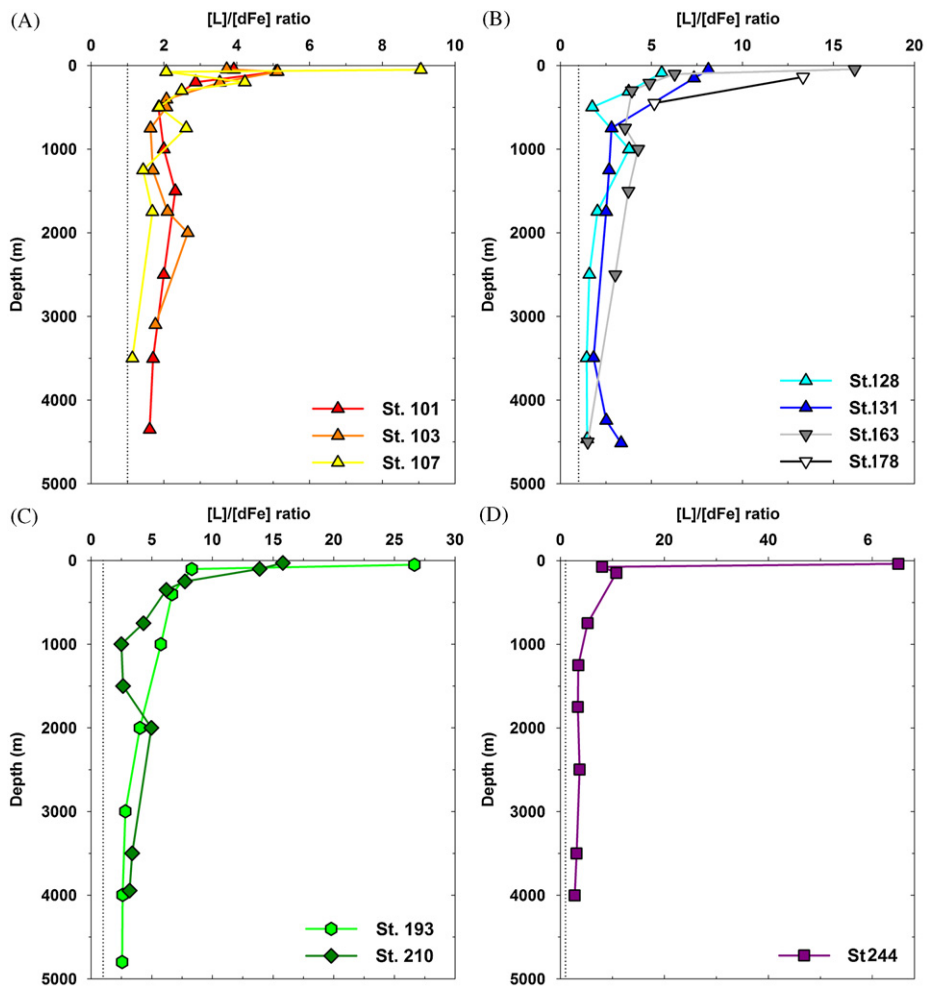 (A)
[L]/[dFe] ratio
0 2 4 6 8 10
0
1000
2000
3000
4000
5000
Depth (m)
St. 101
St. 103
St. 107
(B)
[L]/[dFe] ratio
0 5 10 15 20
0
1000
2000
3000
4000
5000
Depth (m)
St.128
St.131
St.163
St.178
(C)
[L]/[dFe] ratio
0 5 10 15 20 25 30
0
1000
2000
3000
4000
5000
Depth (m)
St. 193
St. 210
(D)
[L]/[dFe] ratio
0 20 40 6
0
1000
2000
3000
4000
5000
Depth (m)
St244